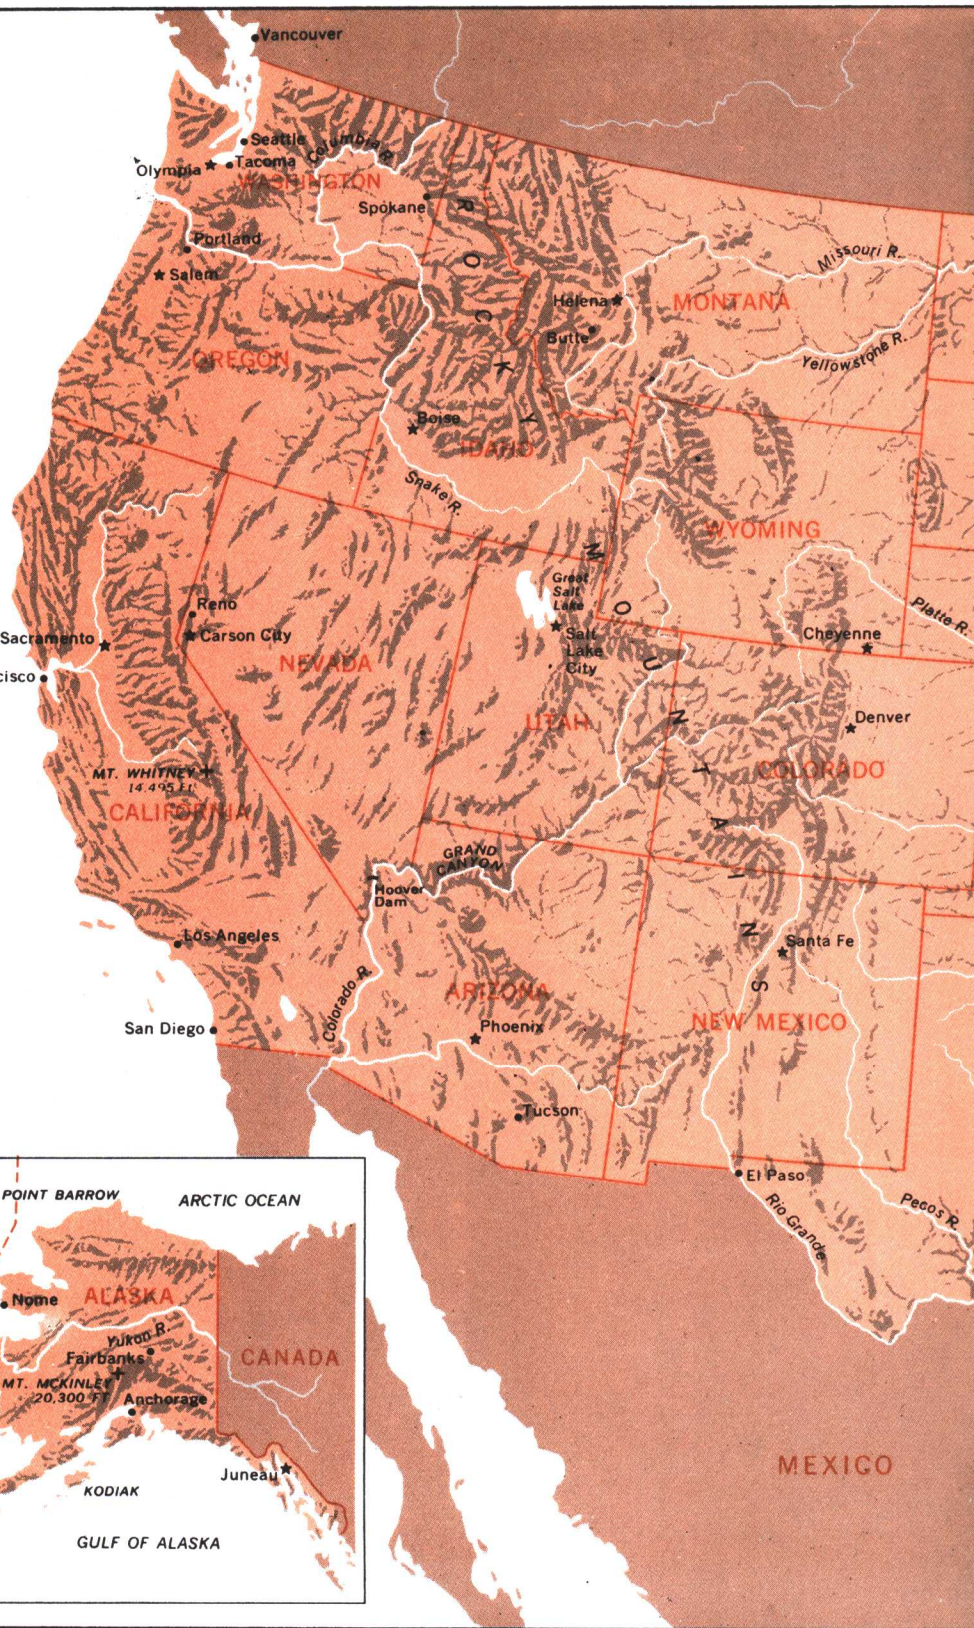 Vancouver
Seattle
Columbia R.
Olympia
Tacoma
WASHINGTON
Spokane
Portland
Salem
Missouri R.
Helena
MONTANA
Butte
OREGON
Yellowstone R.
Boise
IDAHO
Snake R.
WYOMING
ROCKY MOUNTAINS
Great
Salt
Lake
Reno
Platte R.
Sacramento
Carson City
Salt
Lake
City
Cheyenne
cisco
NEVADA
UTAH
Denver
MT. WHITNEY
14,495 Ft.
COLORADO
CALIFORNIA
GRAND
CANYON
Hoover
Dam
Los Angeles
Santa Fe
Colorado R.
ARIZONA
San Diego
Phoenix
NEW MEXICO
Tucson
El Paso
Rio Grande
Pecos R.
POINT BARROW
ARCTIC OCEAN
Nome
ALASKA
Yukon R.
Fairbanks
CANADA
MT. MCKINLEY
20,300 FT
Anchorage
Juneau
KODIAK
GULF OF ALASKA
MEXICO